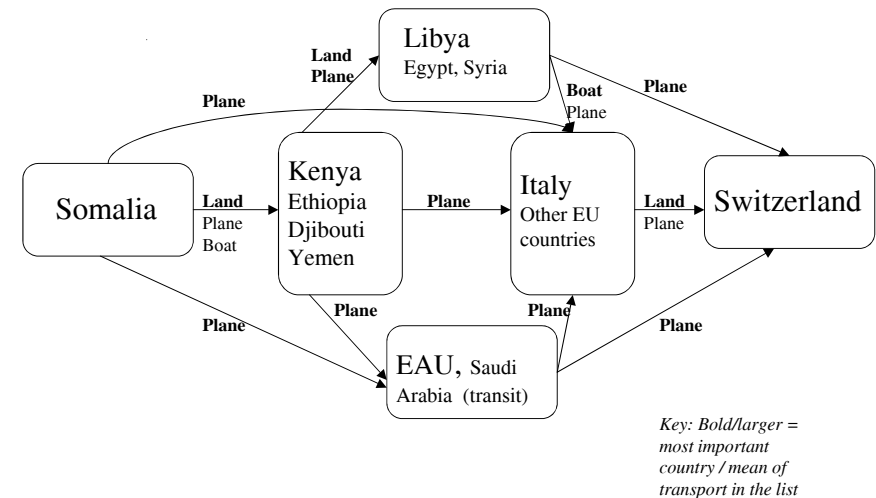 Libya
Egypt, Syria
Land
Plane
Plane
Boat
Plane
Plane
Somalia
Land
Plane
Boat
Kenya
Ethiopia
Djibouti
Yemen
Plane
Italy
Other EU
countries
Land
Plane
Switzerland
Plane
Plane
Plane
Plane
EAU, Saudi
Arabia (transit)
Key: Bold/larger =
most important
country / mean of
transport in the list